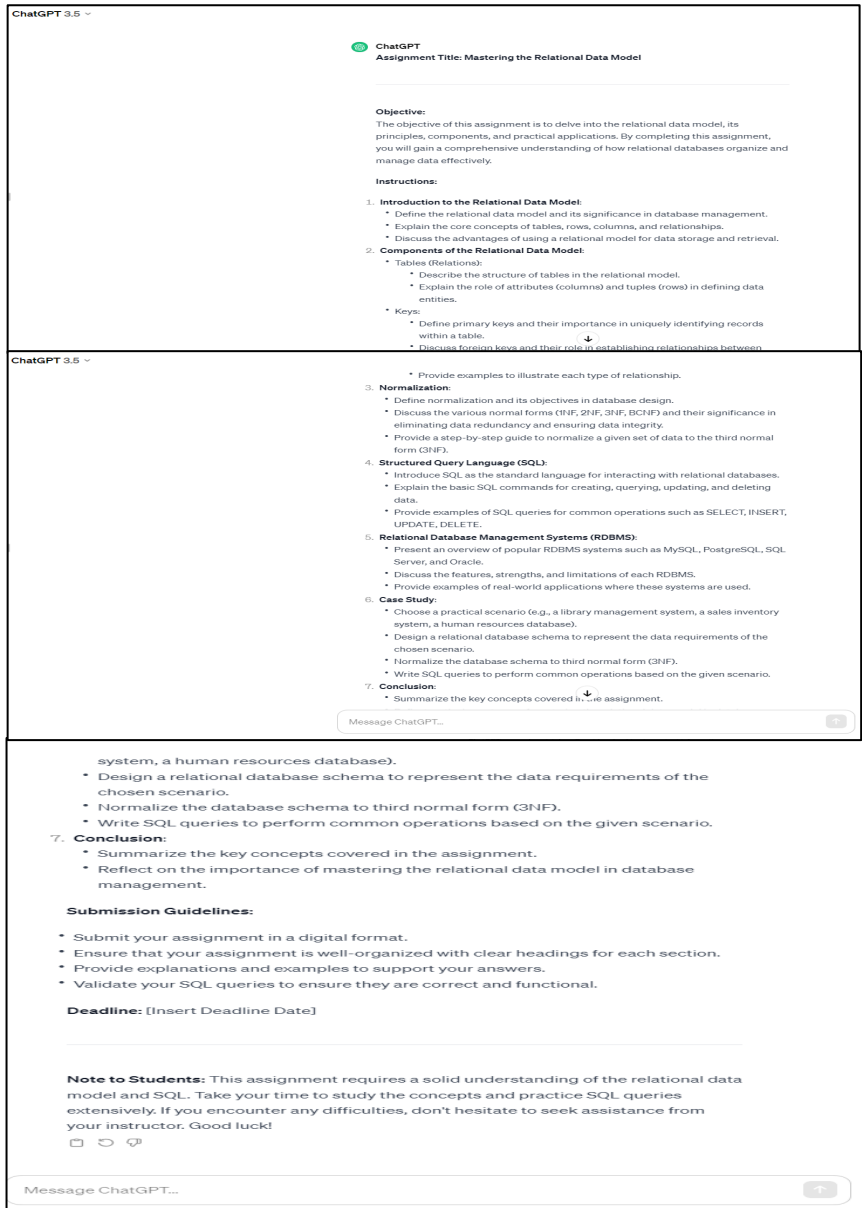 ChatGPT 3.5
ChatGPT
Assignment Title: Mastering the Relational Data Model
Objective:
The objective of this assignment is to delve into the relational data model, its
principles, components, and practical applications. By completing this assignment,
you will gain a comprehensive understanding of how relational databases organize and
manage data effectively.
Instructions:
1. Introduction to the Relational Data Model:
• Define the relational data model and its significance in database management.
• Explain the core concepts of tables, rows, columns, and relationships.
• Discuss the advantages of using a relational model for data storage and retrieval.
2. Components of the Relational Data Model:
• Tables (Relations):
• Describe the structure of tables in the relational model.
• Explain the role of attributes (columns) and tuples (rows) in defining data
entities.
• Keys:
• Define primary keys and their importance in uniquely identifying records
within a table.
• Discuss foreign keys and their role in establishing relationships between
ChatGPT 3.5
• Provide examples to illustrate each type of relationship.
3. Normalization:
• Define normalization and its objectives in database design.
• Discuss the various normal forms (1NF, 2NF, 3NF, BCNF) and their significance in
eliminating data redundancy and ensuring data integrity.
• Provide a step-by-step guide to normalize a given set of data to the third normal
form (3NF).
4. Structured Query Language (SQL):
• Introduce SQL as the standard language for interacting with relational databases.
• Explain the basic SQL commands for creating, querying, updating, and deleting
data.
• Provide examples of SQL queries for common operations such as SELECT, INSERT,
UPDATE, DELETE.
5. Relational Database Management Systems (RDBMS):
• Present an overview of popular RDBMS systems such as MySQL, PostgreSQL, SQL
Server, and Oracle.
• Discuss the features, strengths, and limitations of each RDBMS.
• Provide examples of real-world applications where these systems are used.
6. Case Study:
• Choose a practical scenario (e.g., a library management system, a sales inventory
system, a human resources database).
• Design a relational database schema to represent the data requirements of the
chosen scenario.
• Normalize the database schema to third normal form (3NF).
• Write SQL queries to perform common operations based on the given scenario.
7. Conclusion:
• Summarize the key concepts covered in the assignment.
Message ChatGPT...
system, a human resources database).
• Design a relational database schema to represent the data requirements of the
chosen scenario.
• Normalize the database schema to third normal form (3NF).
• Write SQL queries to perform common operations based on the given scenario.
7. Conclusion:
• Summarize the key concepts covered in the assignment.
• Reflect on the importance of mastering the relational data model in database
management.
Submission Guidelines:
• Submit your assignment in a digital format.
• Ensure that your assignment is well-organized with clear headings for each section.
• Provide explanations and examples to support your answers.
• Validate your SQL queries to ensure they are correct and functional.
Deadline: [Insert Deadline Date]
Note to Students: This assignment requires a solid understanding of the relational data
model and SQL. Take your time to study the concepts and practice SQL queries
extensively. If you encounter any difficulties, don't hesitate to seek assistance from
your instructor. Good luck!
Message ChatGPT...